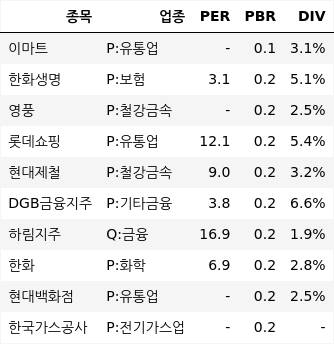 종목 업종 PER PBR DIV
이마트 P:유통업 - 0.1 3.1%
한화생명 P:보험 3.1 0.2 5.1%
영풍 P:철강금속 - 0.2 2.5%
롯데쇼핑 P:유통업 12.1 0.2 5.4%
현대제철 P:철강금속 9.0 0.2 3.2%
DGB금융지주 P:기타금융 3.8 0.2 6.6%
하림지주 Q:금융 16.9 0.2 1.9%
한화 P:화학 6.9 0.2 2.8%
현대백화점 P:유통업 - 0.2 2.5%
한국가스공사 P:전기가스업 - 0.2 -